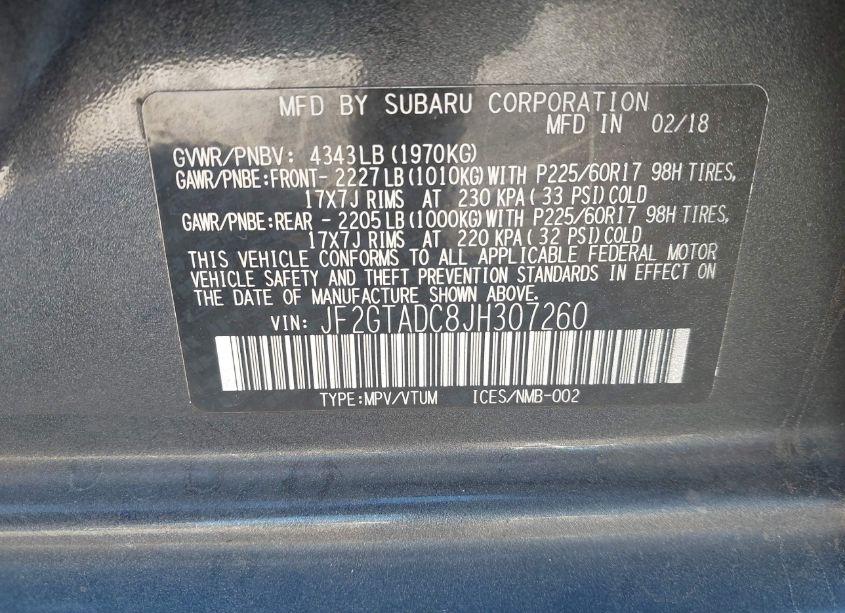 MFD BY SUBARU CORPORATION
MFD IN 02/18
GVWR/PNBV: 4343LB(1970KG)
GAWR/PNBE:FRONT- 2227LB(1010KG)WITH P225/60R17 98H TIRES,
17X7J RIMS AT 230 KPA(33 PSI)COLD
GAWR/PNBE:REAR - 2205LB(1000KG)WITH P225/60R17 98H TIRES,
17X7J RIMS AT 220 KPA(32 PSI)COLD
THIS VEHICLE CONFORMS TO ALL APPLICABLE FEDERAL MOTOR
VEHICLE SAFETY AND THEFT PREVENTION STANDARDS IN EFFECT ON
THE DATE OF MANUFACTURE SHOWN ABOVE.
VIN: JF2GTADC8JH307260
TYPE:MPV/VTUM ICES/NMB-002